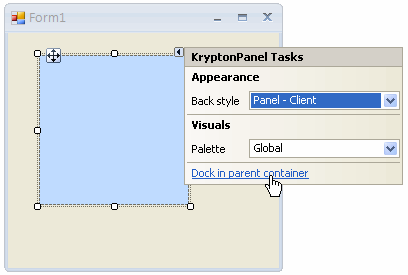 Form1
KryptonPanel Tasks
Appearance
Back style Panel - Client
Visuals
Palette Global
Dock in parent container